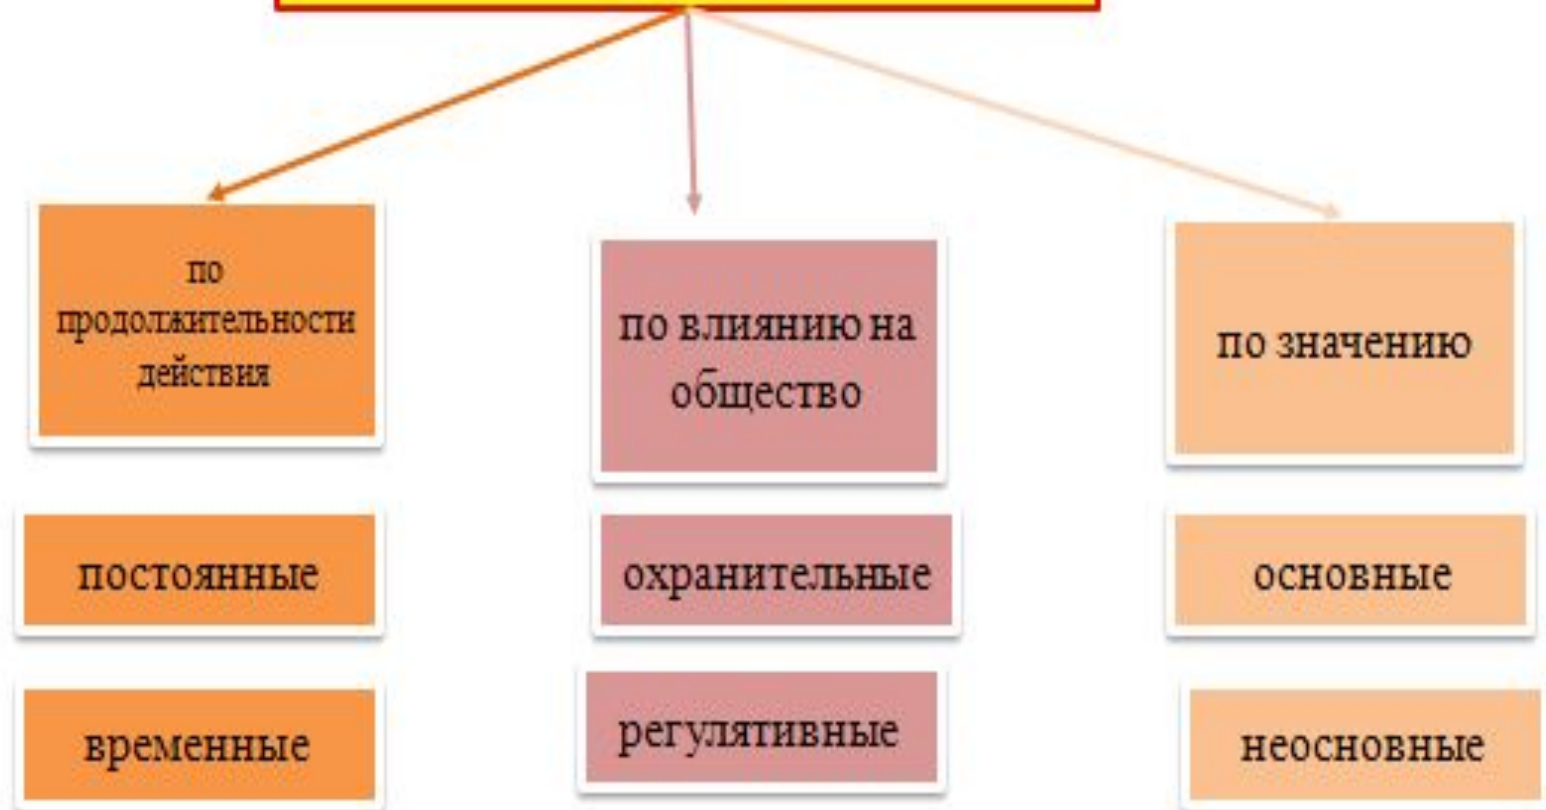 по
продолжительности
действия
постоянные
временные
по влиянию на
общество
охранительные
регулятивные
по значению
основные
неосновные